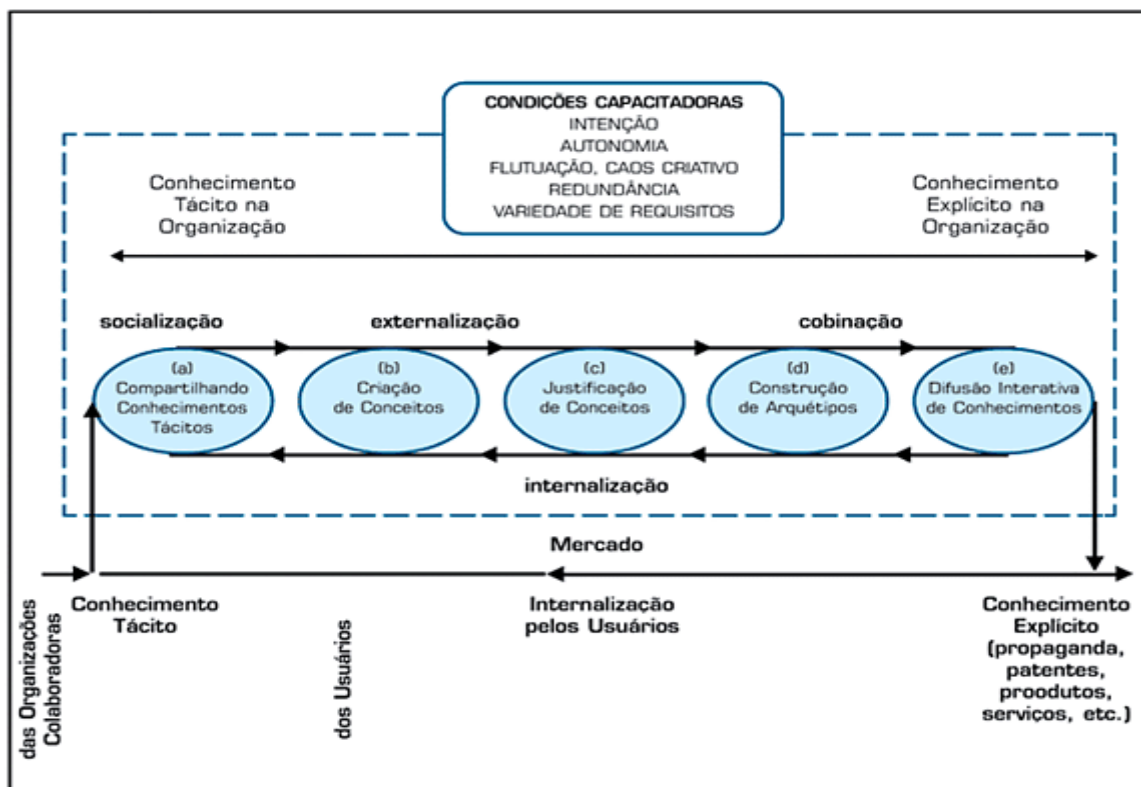 CONDIÇÕES CAPACITADORAS
INTENÇÃO
AUTONOMIA
FLUTUAÇÃO, CAOS CRIATIVO
REDUNDÂNCIA
VARIEDADE DE REQUISITOS
Conhecimento
Tácito na
Organização
Conhecimento
Explícito na
Organização
socialização
externalização
cobinação
(a)
Compartilhando
Conhecimentos
Tácitos
(b)
Criação
de Conceitos
(c)
Justificação
de Conceitos
(d)
Construção
de Arquétipos
(e)
Difusão Interativa
de Conhecimentos
internalização
Mercado
das Organizações
Colaboradoras
Conhecimento
Tácito
dos Usuários
Internalização
pelos Usuários
Conhecimento
Explícito
(propaganda,
patentes,
proodutos,
serviços, etc.)